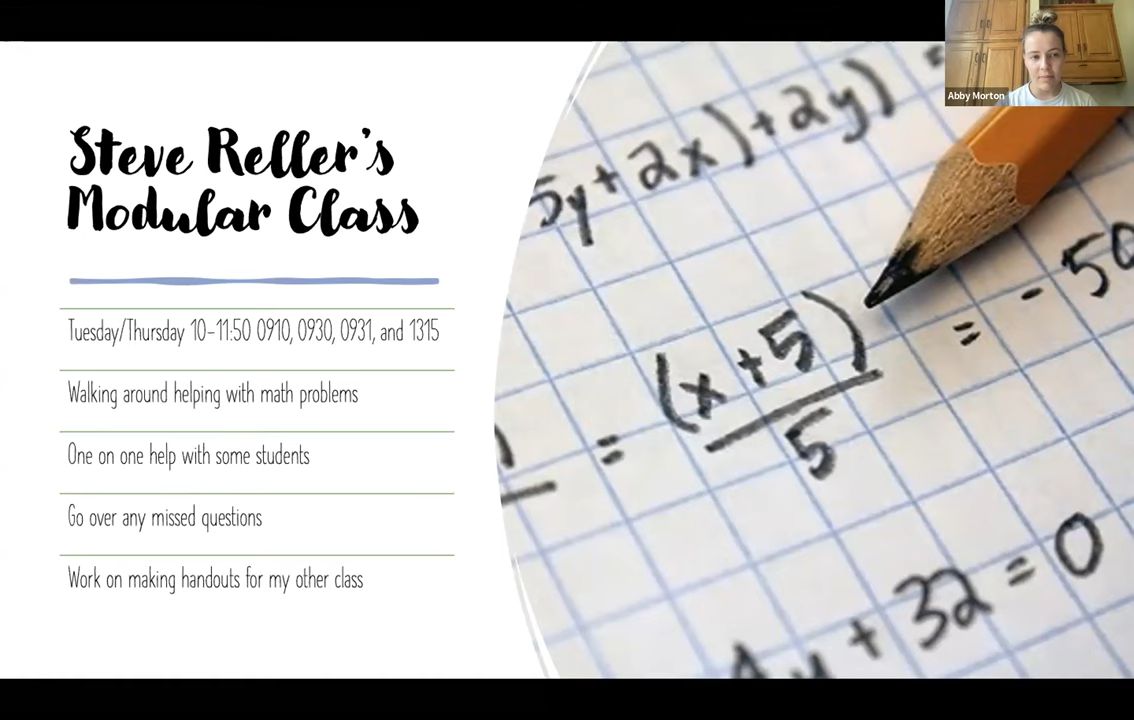 Abby Morton
Steve Reller's
Modular Class
Tuesday/Thursday 10-11:50 0910, 0930, 0931, and 1315
Walking around helping with math problems
One on one help with some students
Go over any missed questions
Work on making handouts for my other class
5y+2x)+2y)
= (x+5) = - 50
5
4y + 32 = 0